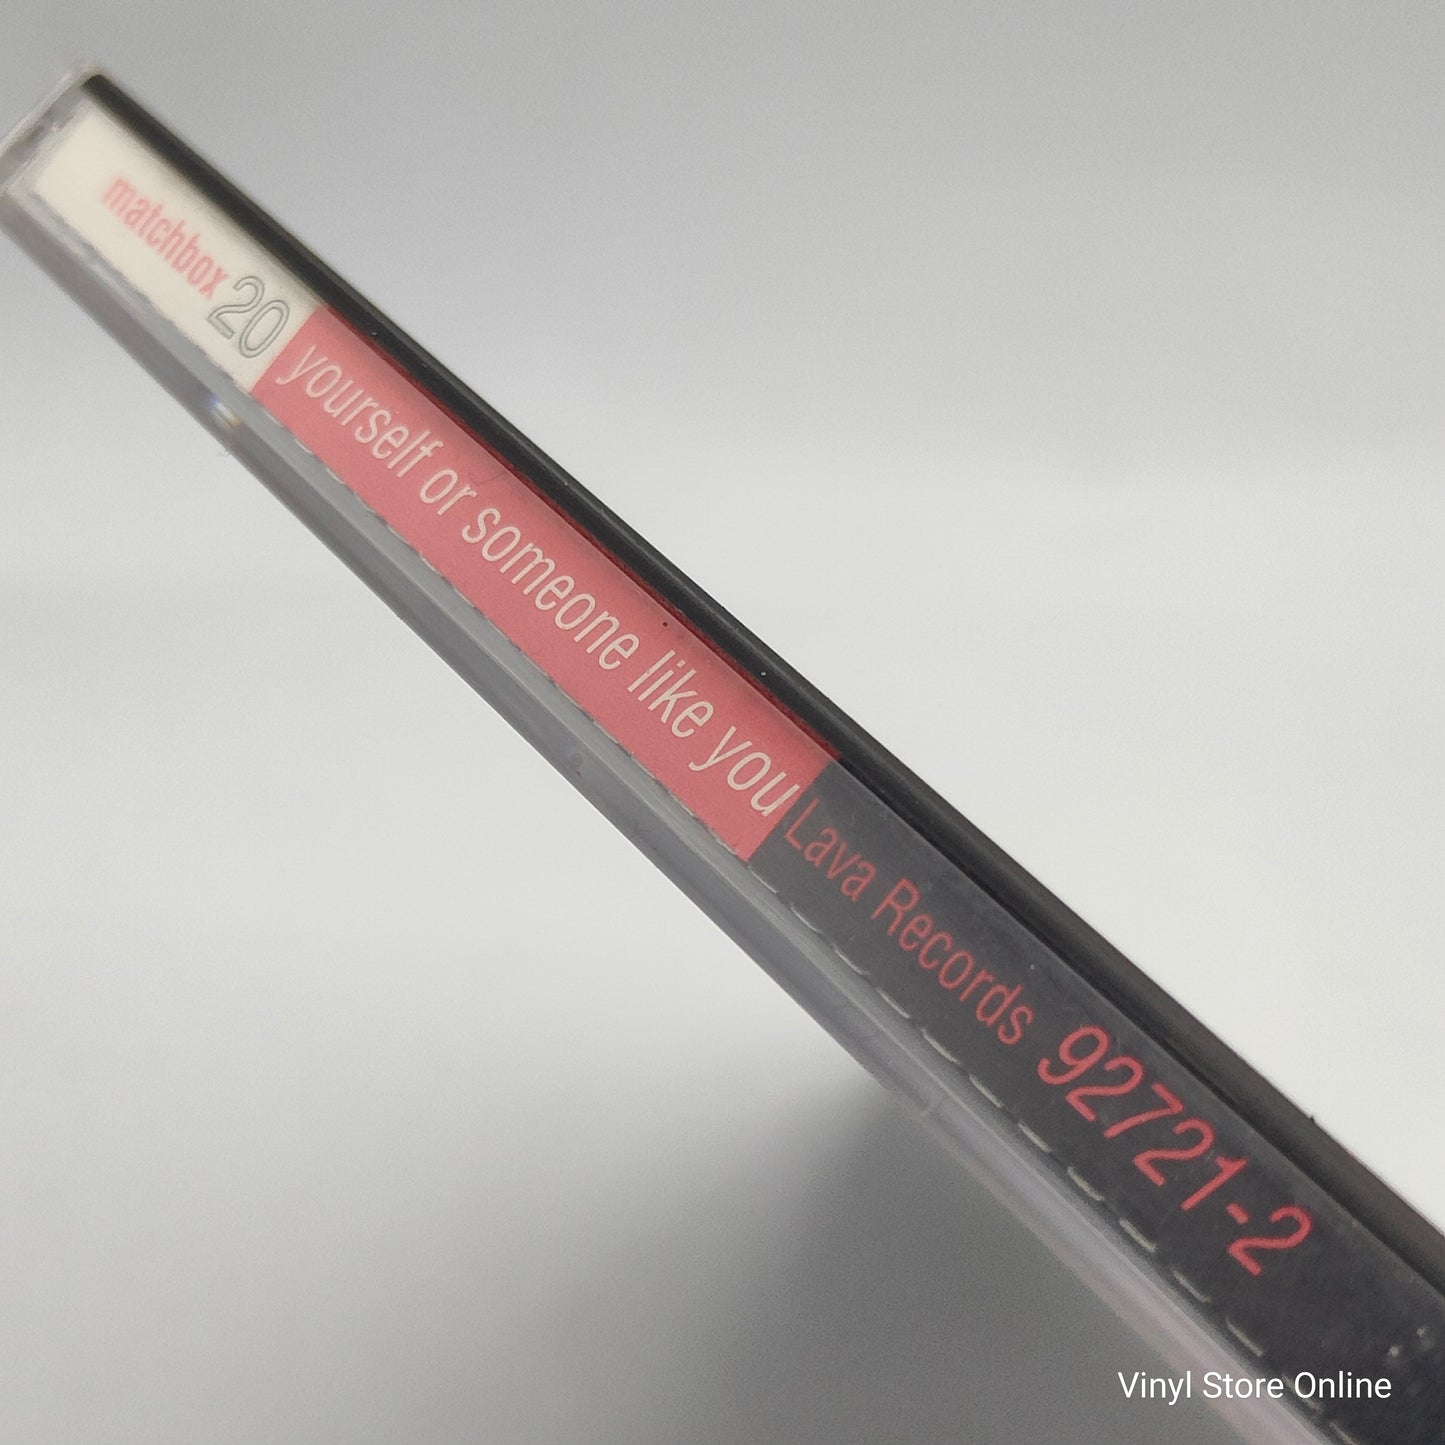 matchbox 20 yourself or someone like you Lava Records 92721-2
Vinyl Store Online